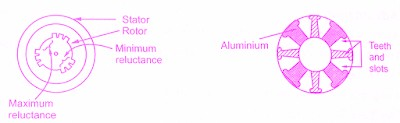 Stator
Rotor
Minimum
reluctance
Maximum
reluctance
Aluminium
Teeth
and
slots